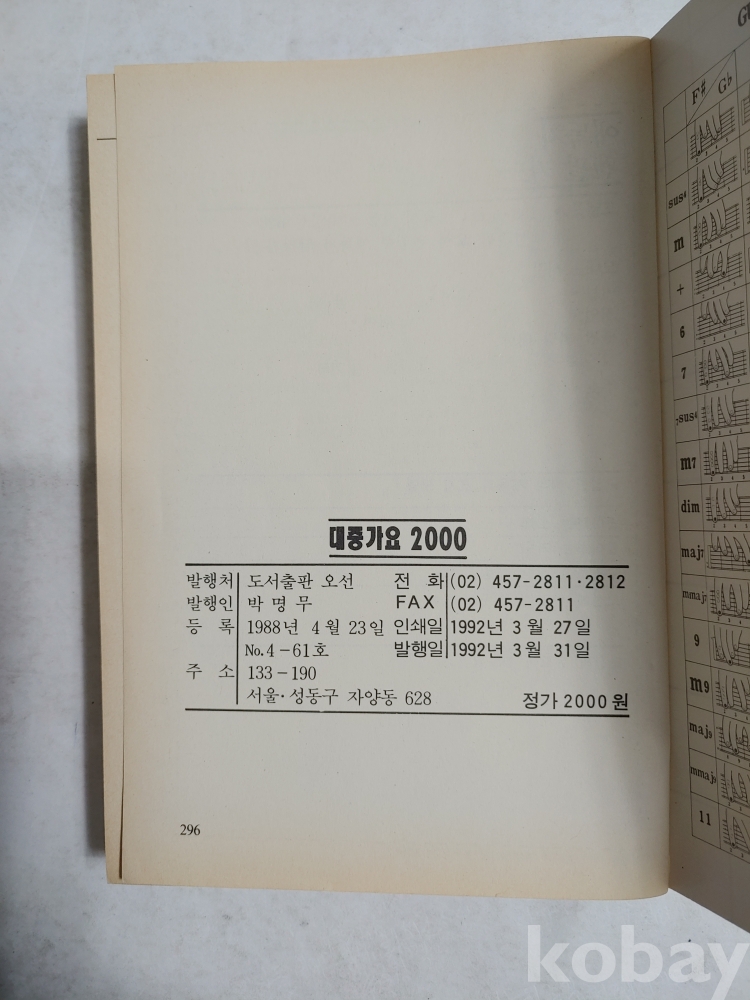 대중가요 2000
발행처 도서출판 오선 전 화 (02) 457-2811·2812
발행인 박 명 무 FAX (02) 457-2811
등 록 1988년 4월 23일 인쇄일 1992년 3월 27일
No.4-61호 발행일 1992년 3월 31일
주 소 133-190
서울·성동구 자양동 628 정가 2000원
296
F# G♭
sus4
m
+
6
7
7sus4
m7
dim
maj7
mmaj7
9
m9
maj9
mmaj9
11
kobay